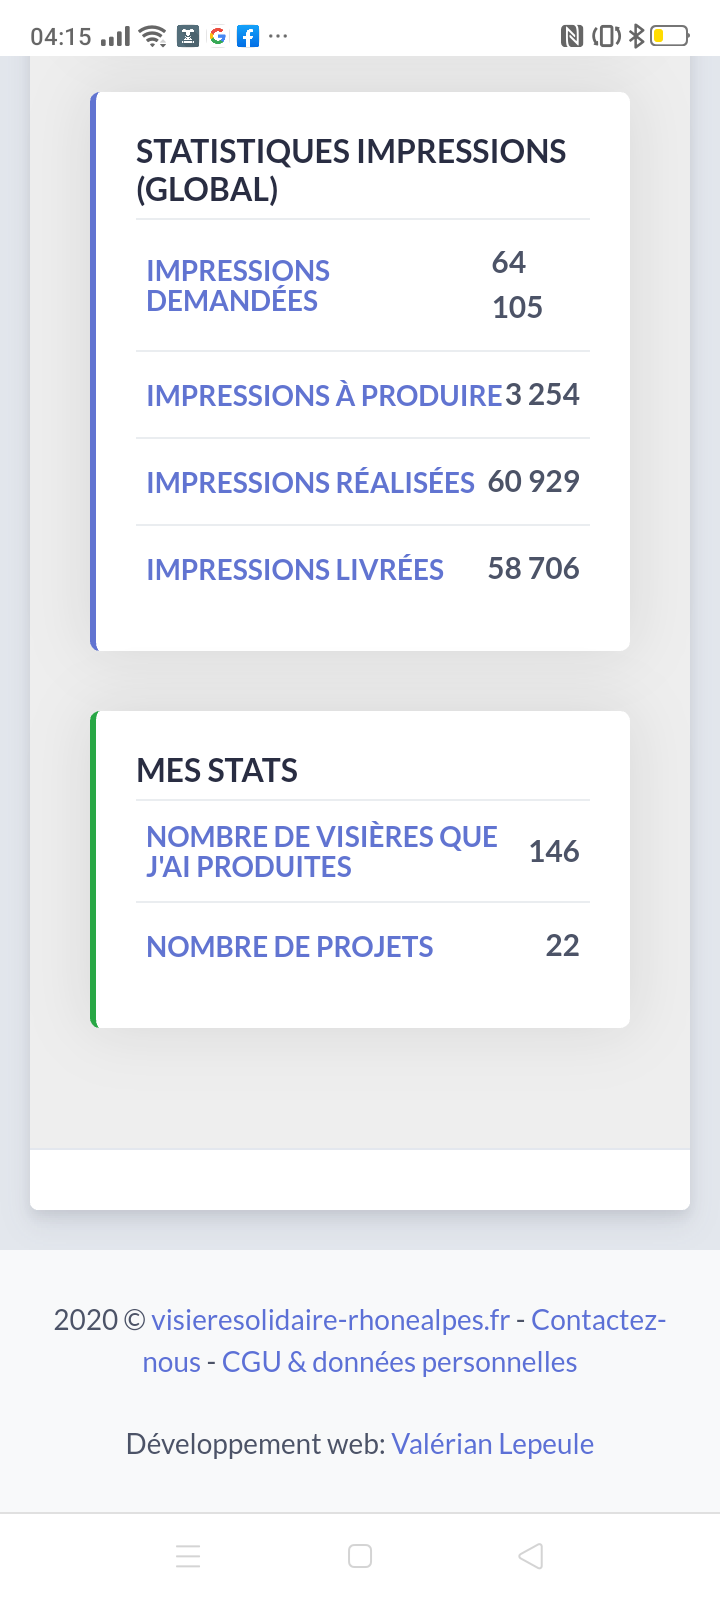 04:15
STATISTIQUES IMPRESSIONS
(GLOBAL)
IMPRESSIONS
DEMANDÉES
64
105
IMPRESSIONS À PRODUIRE 3 254
IMPRESSIONS RÉALISÉES 60 929
IMPRESSIONS LIVRÉES 58 706
MES STATS
NOMBRE DE VISIÈRES QUE
J'AI PRODUITES
146
NOMBRE DE PROJETS 22
2020 © visieresolidaire-rhonealpes.fr - Contactez-
nous - CGU & données personnelles
Développement web: Valérian Lepeule